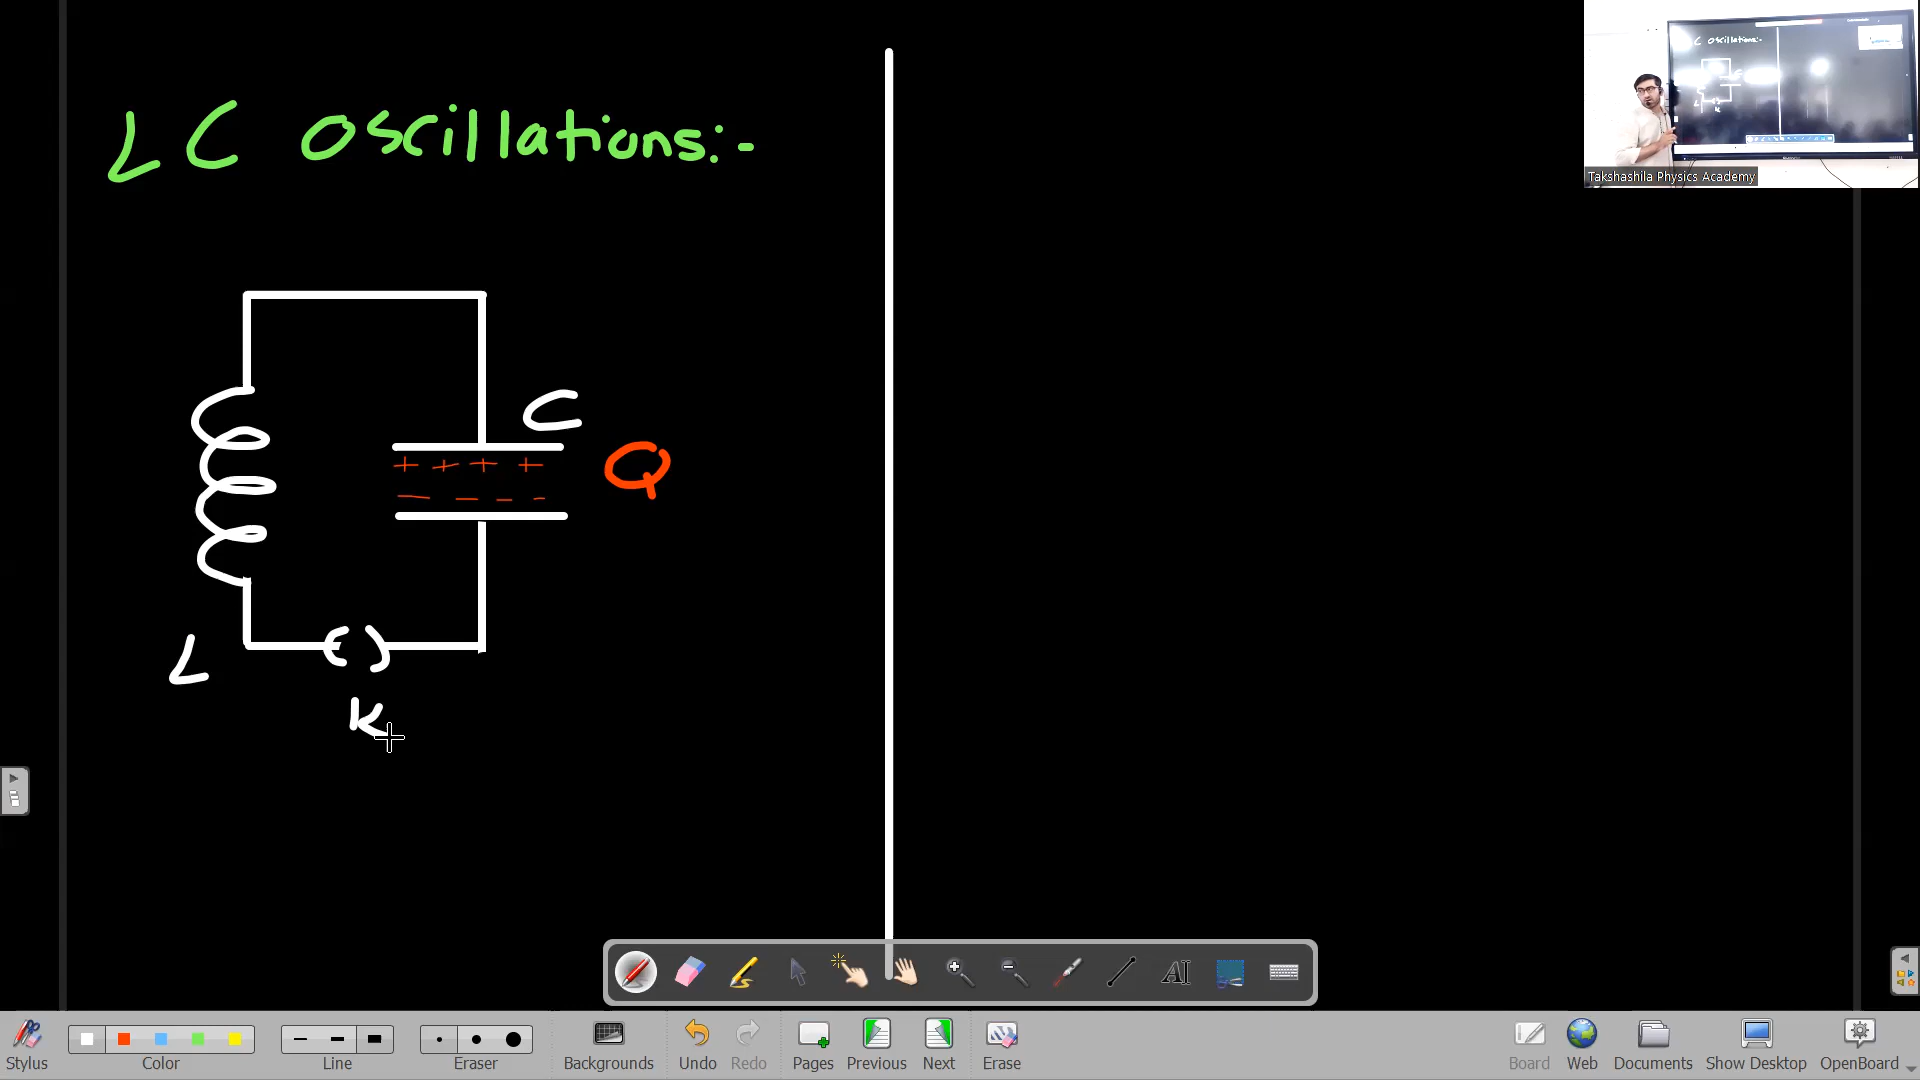 LC Oscillations:-
C
+ + + +
Q
- - - -
L
K
Takshashila Physics Academy
Stylus
Color
Line
Eraser
Backgrounds
Undo
Redo
Pages
Previous
Next
Erase
Board
Web
Documents
Show Desktop
OpenBoard